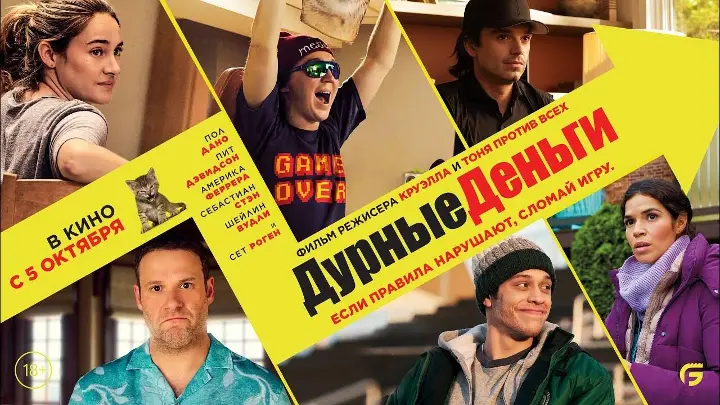 В КИНО
С 5 ОКТЯБРЯ
ПОЛ
ДАНО
ПИТ
ДЭВИДСОН
АМЕРИКА
ФЕРРЕРА
СЕБАСТИАН
СТЭН
ШЕЙЛИН
ВУДЛИ
И
СЕТ РОГЕН
GAME
OVER
ФИЛЬМ РЕЖИСЕРА КРУЭЛЛА И ТОНЯ ПРОТИВ ВСЕХ
ДУРНЫЕ ДЕНЬГИ
ЕСЛИ ПРАВИЛА НАРУШАЮТ, СЛОМАЙ ИГРУ.
18+